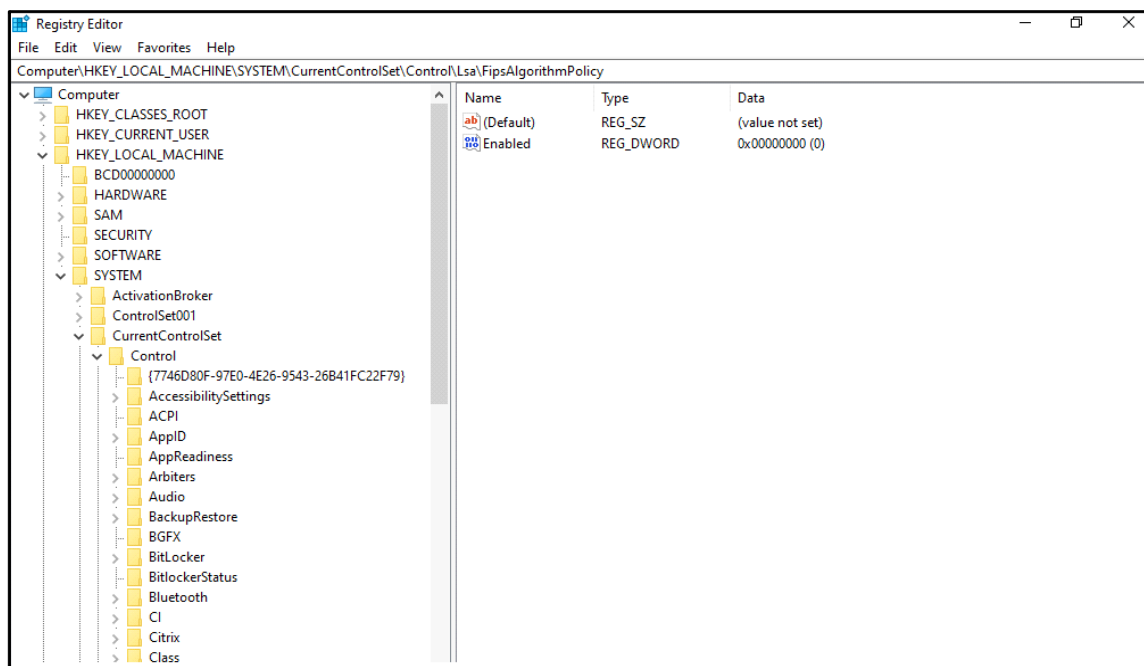 Registry Editor
File Edit View Favorites Help
Computer\HKEY_LOCAL_MACHINE\SYSTEM\CurrentControlSet\Control\Lsa\FipsAlgorithmPolicy
Computer
HKEY_CLASSES_ROOT
HKEY_CURRENT_USER
HKEY_LOCAL_MACHINE
BCD00000000
HARDWARE
SAM
SECURITY
SOFTWARE
SYSTEM
ActivationBroker
ControlSet001
CurrentControlSet
Control
{7746D80F-97E0-4E26-9543-26B41FC22F79}
AccessibilitySettings
ACPI
AppID
AppReadiness
Arbiters
Audio
BackupRestore
BGFX
BitLocker
BitlockerStatus
Bluetooth
CI
Citrix
Class
Name Type Data
ab (Default) REG_SZ (value not set)
Enabled REG_DWORD 0x00000000 (0)